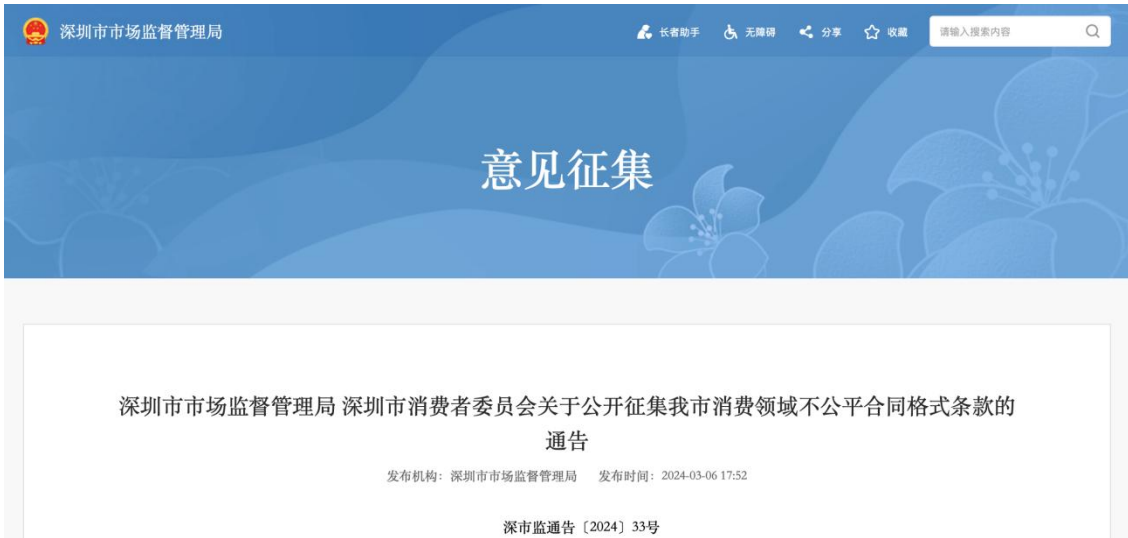 深圳市市场监督管理局
长者助手 无障碍 分享 收藏 请输入搜索内容
意见征集
深圳市市场监督管理局 深圳市消费者委员会关于公开征集我市消费领域不公平合同格式条款的
通告
发布机构：深圳市市场监督管理局 发布时间：2024-03-06 17:52
深市监通告〔2024〕33号